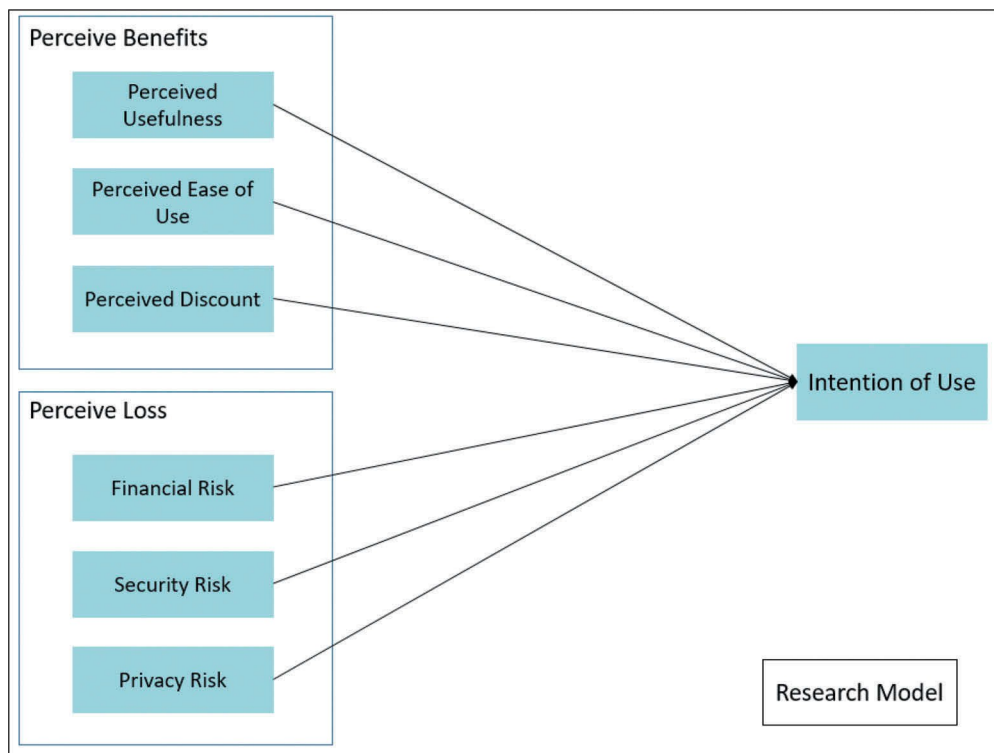 Perceive Benefits
Perceived
Usefulness
Perceived Ease of
Use
Perceived Discount
Intention of Use
Perceive Loss
Financial Risk
Security Risk
Privacy Risk
Research Model